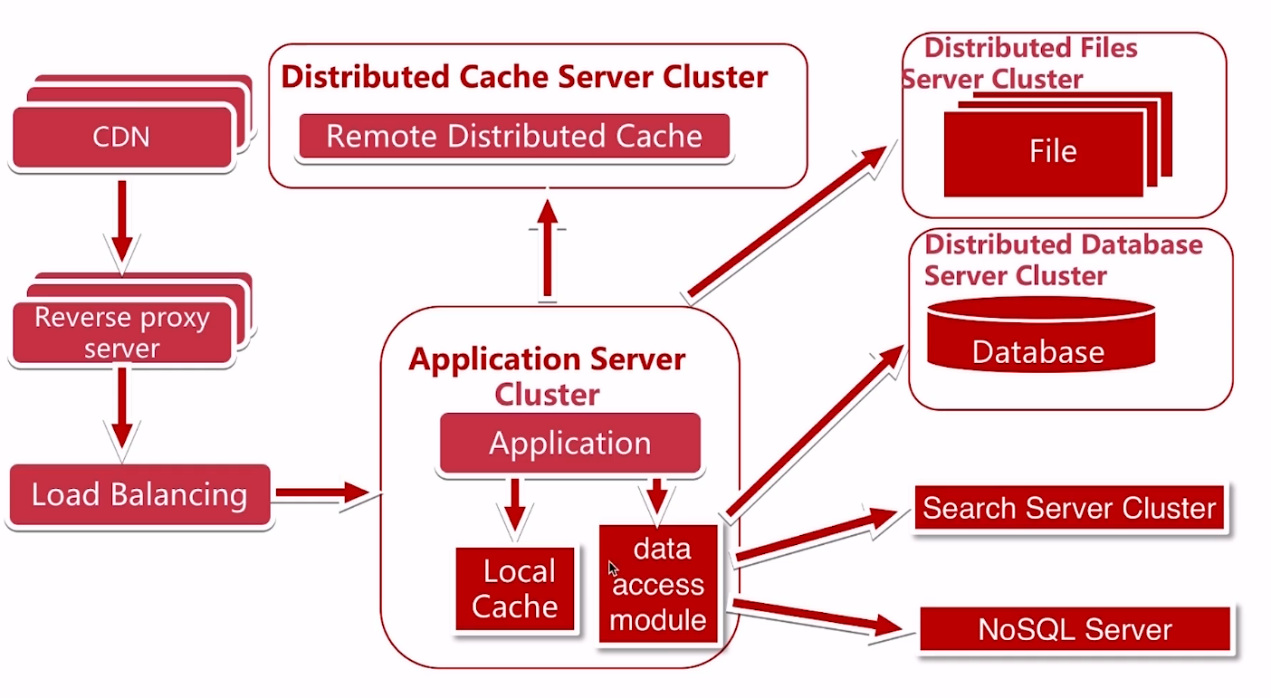 CDN
Reverse proxy
server
Load Balancing
Distributed Cache Server Cluster
Remote Distributed Cache
Application Server
Cluster
Application
Local
Cache
data
access
module
Distributed Files
Server Cluster
File
Distributed Database
Server Cluster
Database
Search Server Cluster
NoSQL Server